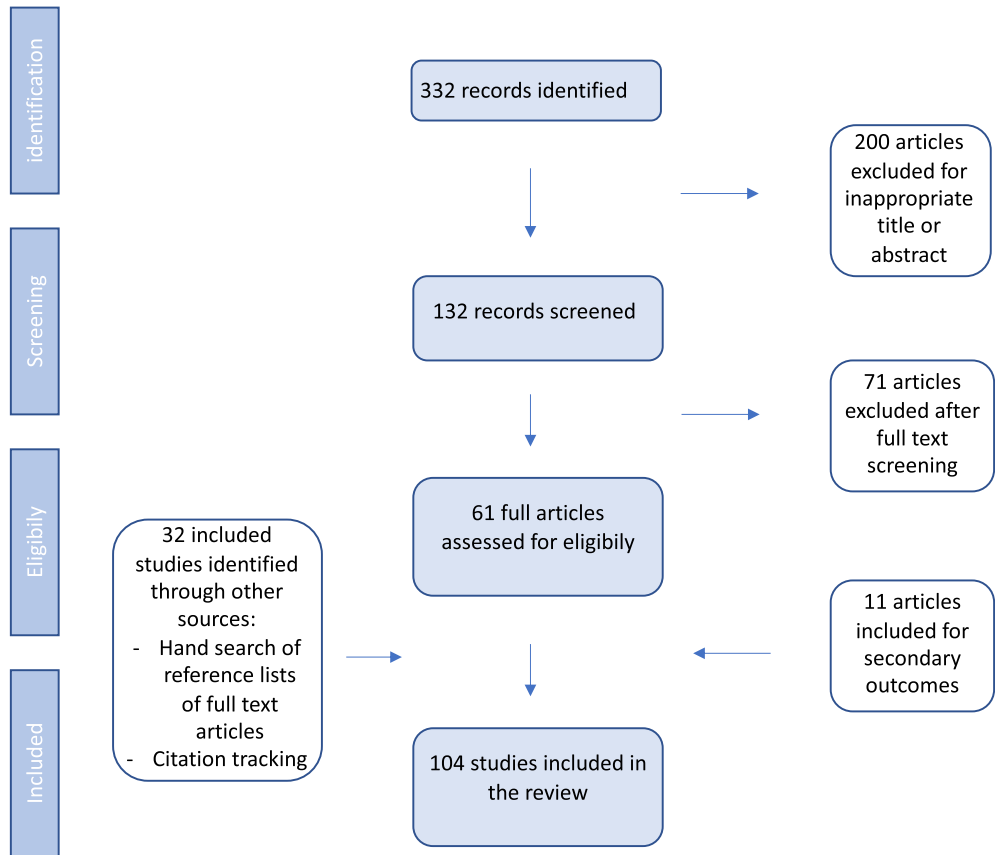 identification
332 records identified
200 articles
excluded for
inappropriate
title or
abstract
Screening
132 records screened
71 articles
excluded after
full text
screening
Eligibily
61 full articles
assessed for eligibily
32 included
studies identified
through other
sources:
- Hand search of
reference lists
of full text
articles
- Citation tracking
11 articles
included for
secondary
outcomes
Included
104 studies included in
the review